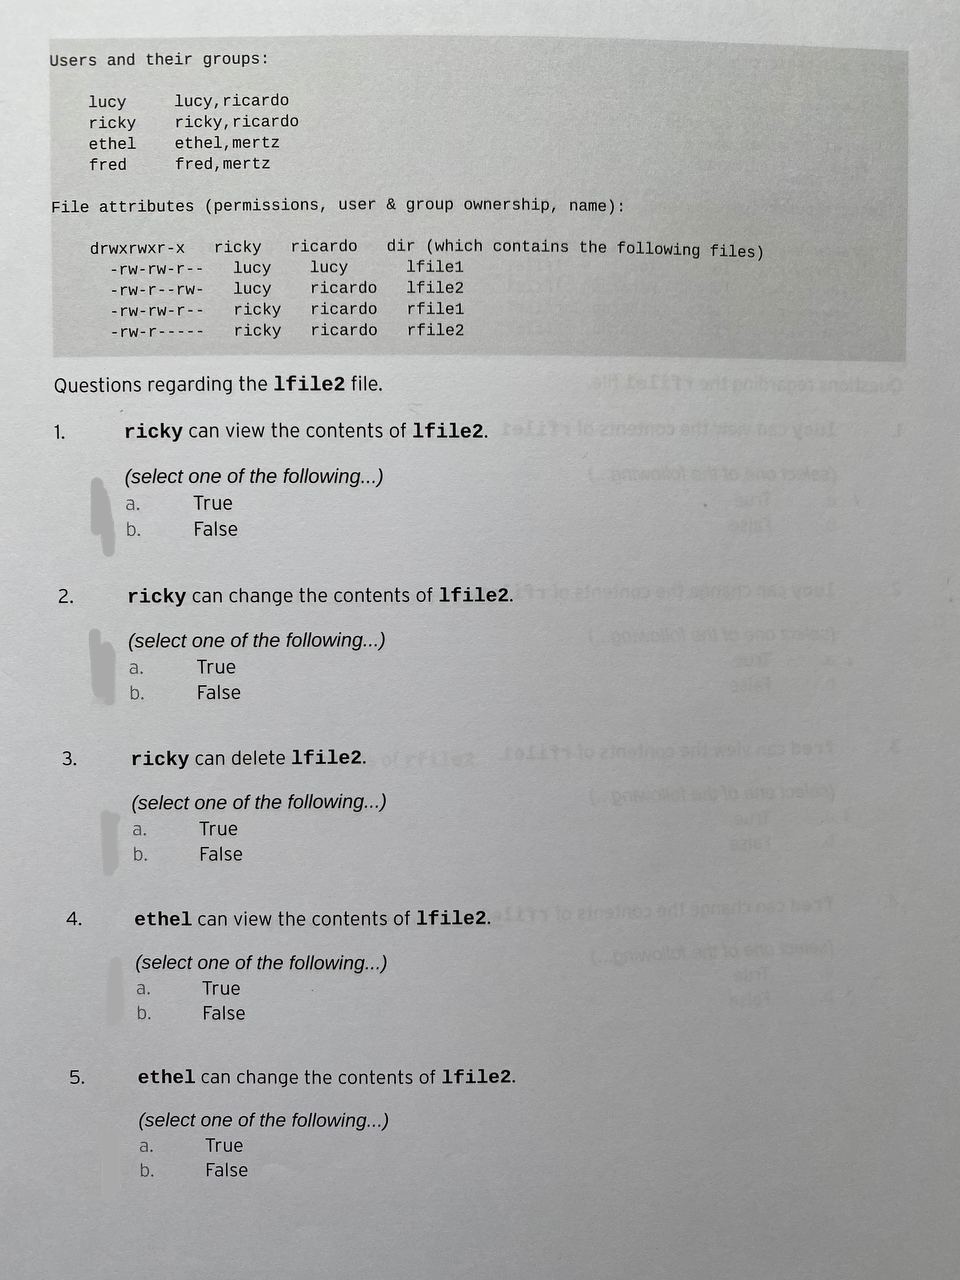 Users and their groups:
lucy lucy,ricardo
ricky ricky,ricardo
ethel ethel,mertz
fred fred,mertz
File attributes (permissions, user & group ownership, name):
drwxrwxr-x ricky ricardo dir (which contains the following files)
-rw-rw-r-- lucy lucy lfile1
-rw-r--rw- lucy ricardo lfile2
-rw-rw-r-- ricky ricardo rfile1
-rw-r----- ricky ricardo rfile2
Questions regarding the lfile2 file.
1. ricky can view the contents of lfile2.
(select one of the following...)
a. True
b. False
2. ricky can change the contents of lfile2.
(select one of the following...)
a. True
b. False
3. ricky can delete lfile2.
(select one of the following...)
a. True
b. False
4. ethel can view the contents of lfile2.
(select one of the following...)
a. True
b. False
5. ethel can change the contents of lfile2.
(select one of the following...)
a. True
b. False